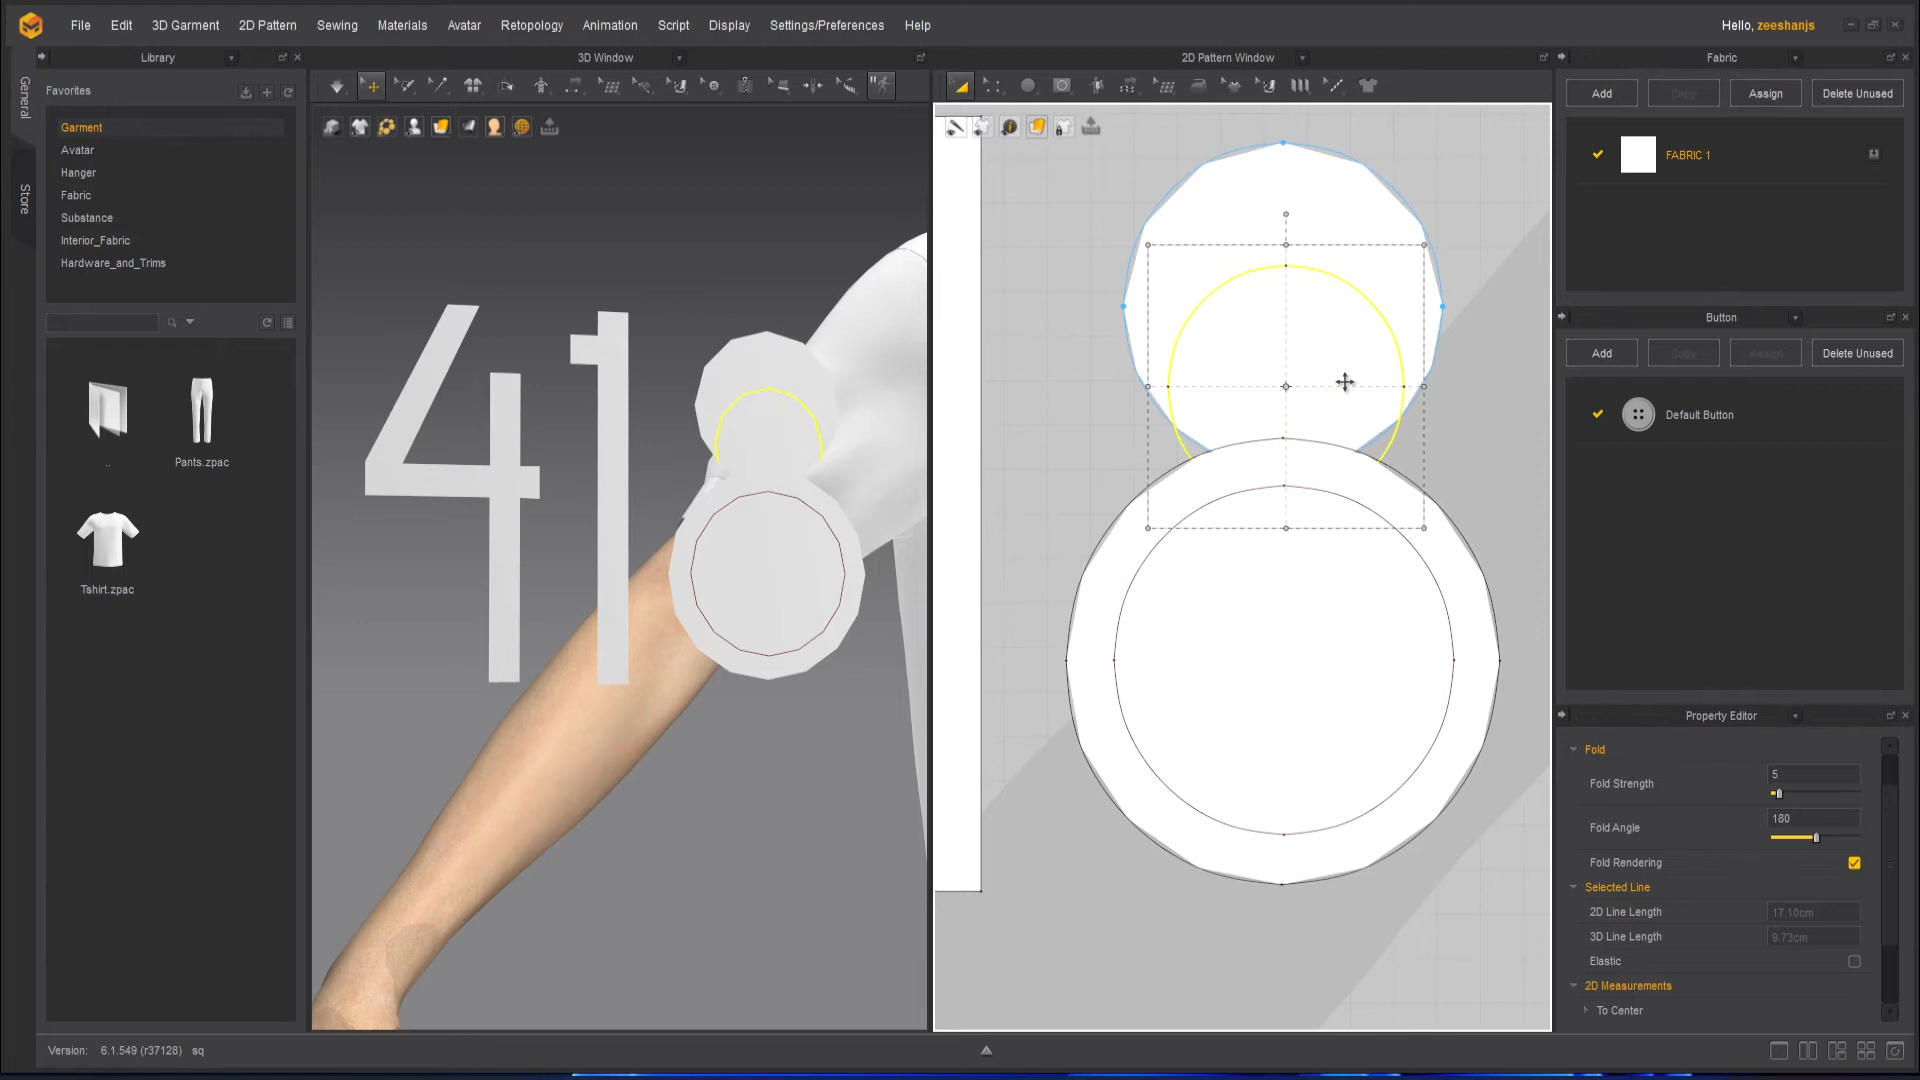 File Edit 3D Garment 2D Pattern Sewing Materials Avatar Retopology Animation Script Display Settings/Preferences Help
Hello, zeeshanjs
Library
3D Window
2D Pattern Window
Fabric
General
Store
Favorites
Garment
Avatar
Hanger
Fabric
Substance
Interior_Fabric
Hardware_and_Trims
..
Pants.zpac
Tshirt.zpac
41
Add Copy Assign Delete Unused
FABRIC 1
Button
Add Copy Assign Delete Unused
Default Button
Property Editor
Fold
Fold Strength 5
Fold Angle 180
Fold Rendering
Selected Line
2D Line Length 17.10cm
3D Line Length 9.73cm
Elastic
2D Measurements
To Center
Version: 6.1.549 (r37128) sq